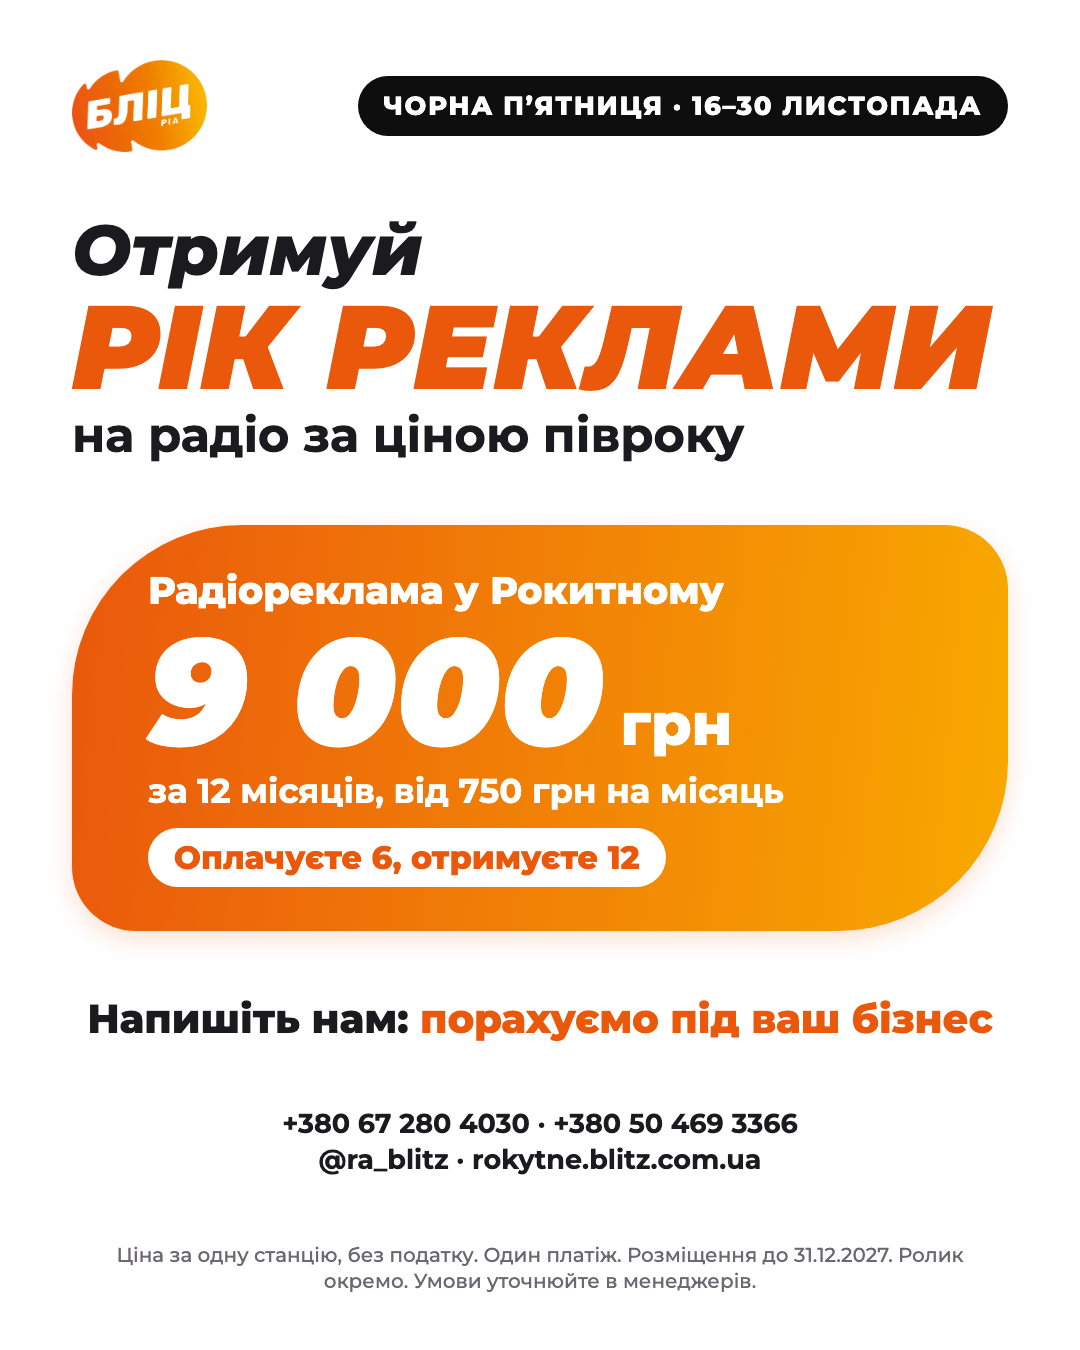 БЛІЦ
РІА
ЧОРНА П’ЯТНИЦЯ · 16–30 ЛИСТОПАДА
Отримуй
РІК РЕКЛАМИ
на радіо за ціною півроку
Радіореклама у Рокитному
9 000 грн
за 12 місяців, від 750 грн на місяць
Оплачуєте 6, отримуєте 12
Напишіть нам: порахуємо під ваш бізнес
+380 67 280 4030 · +380 50 469 3366
@ra_blitz · rokytne.blitz.com.ua
Ціна за одну станцію, без податку. Один платіж. Розміщення до 31.12.2027. Ролик
окремо. Умови уточнюйте в менеджерів.